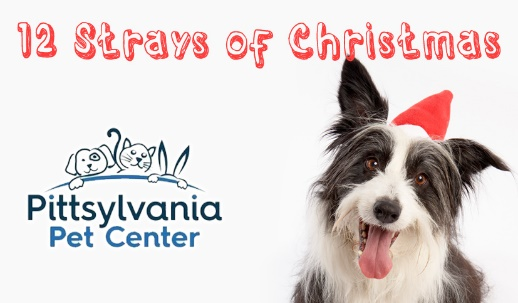 12 Strays of Christmas
Pittsylvania
Pet Center